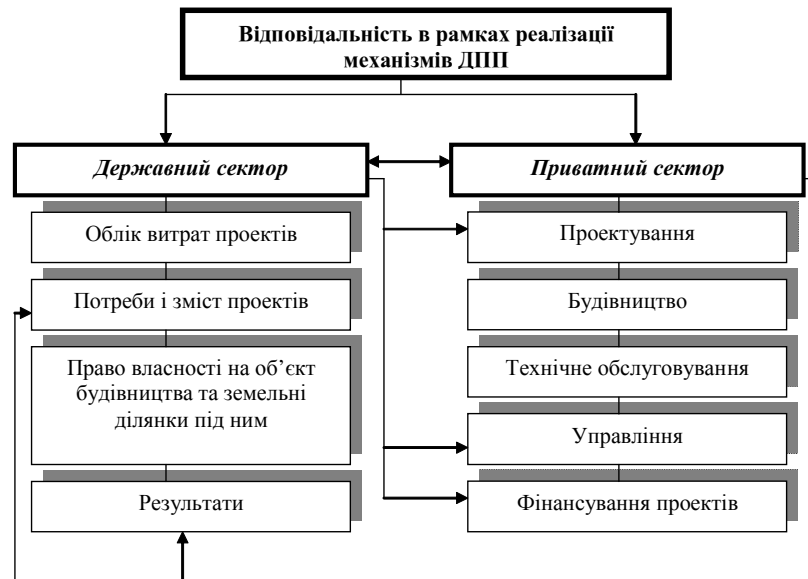 Відповідальність в рамках реалізації
механізмів ДПП
Державний сектор
Облік витрат проектів
Потреби і зміст проектів
Право власності на об’єкт
будівництва та земельні
ділянки під ним
Результати
Приватний сектор
Проектування
Будівництво
Технічне обслуговування
Управління
Фінансування проектів